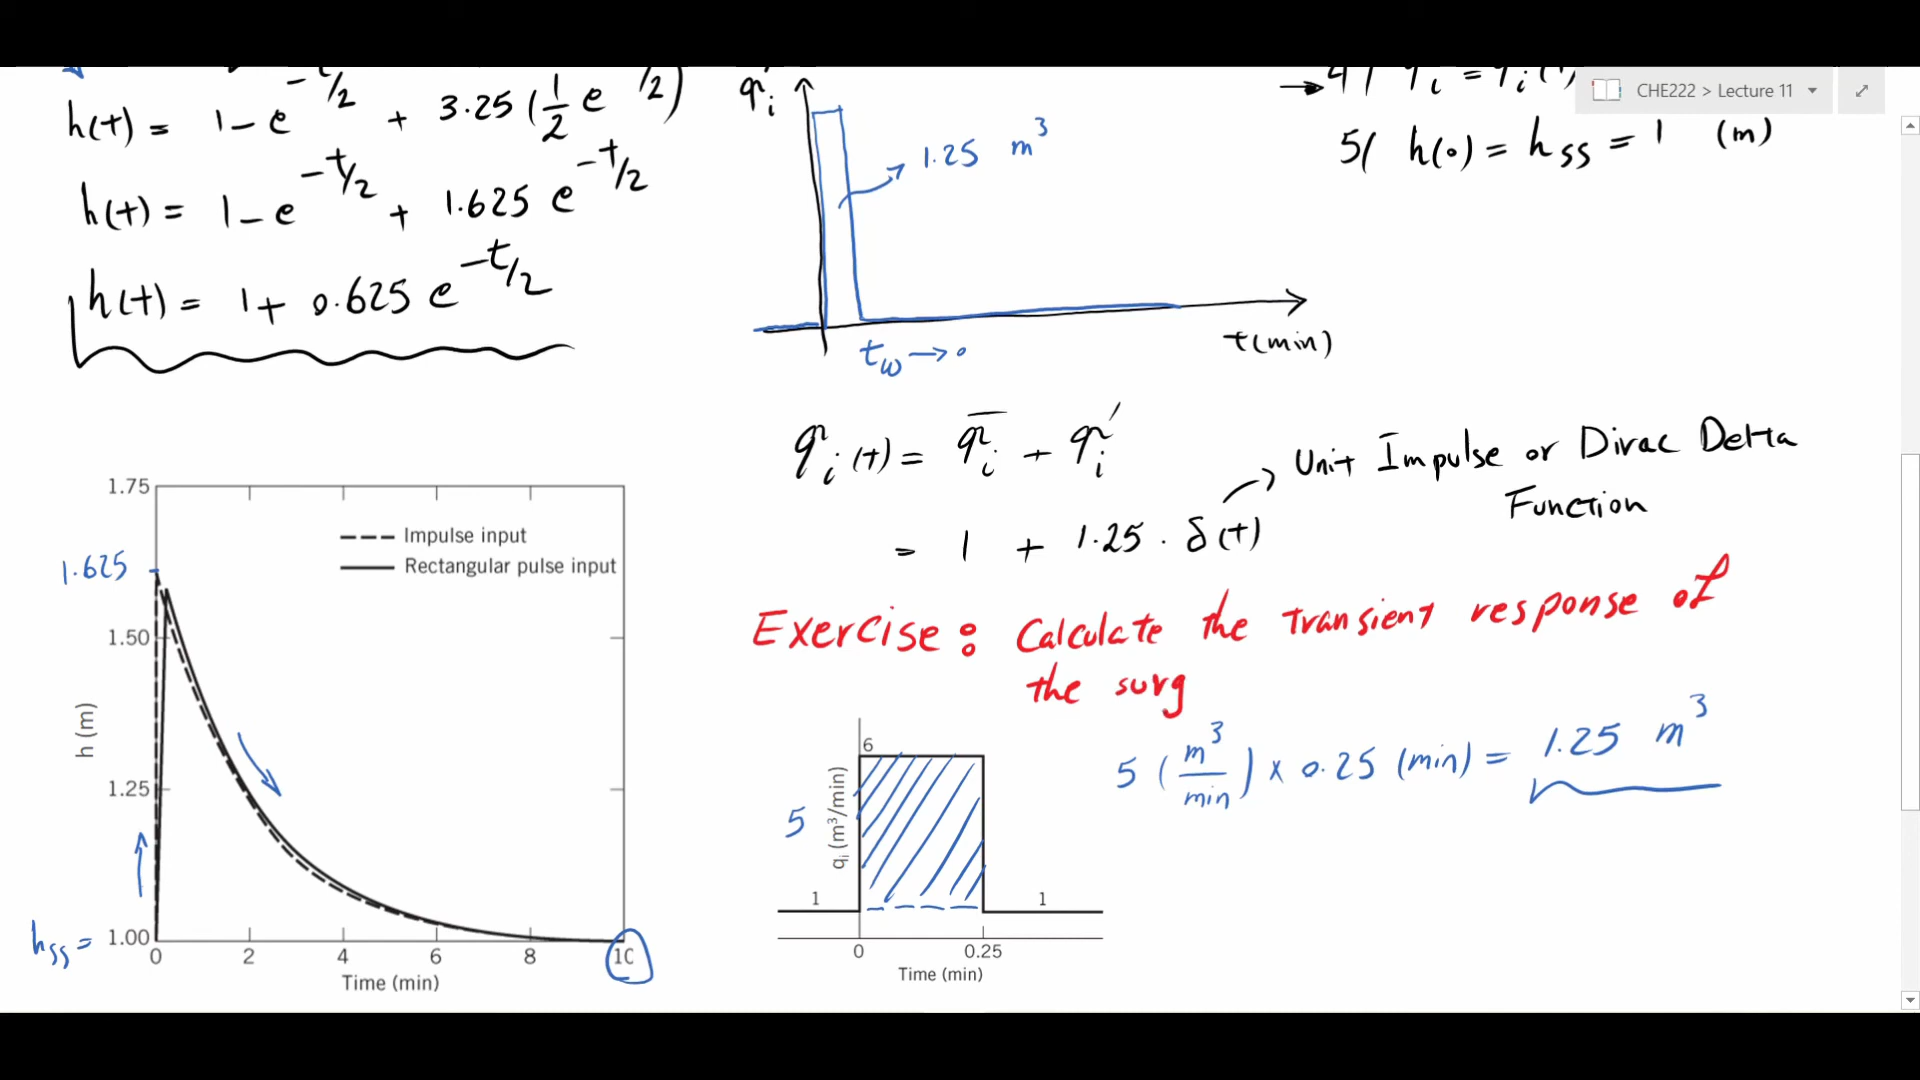 h(t) = 1 - e^{-t/2} + 3.25 (1/2 e^{-t/2})
h(t) = 1 - e^{-t/2} + 1.625 e^{-t/2}
h(t) = 1 + 0.625 e^{-t/2}
q'i
1.25 m³
t(min)
tw → 0
CHE222 > Lecture 11
5/ h(0) = hss = 1 (m)
qi(t) = q̄i + q'i
= 1 + 1.25 . δ(t)
Unit Impulse or Dirac Delta
Function
Exercise: Calculate the transient response of
the surg
1.75
1.625
1.50
1.25
hss = 1.00
h (m)
Impulse input
Rectangular pulse input
0 2 4 6 8 10
Time (min)
6
5
qi (m³/min)
1 1
0 0.25
Time (min)
5 (m³/min) × 0.25 (min) = 1.25 m³